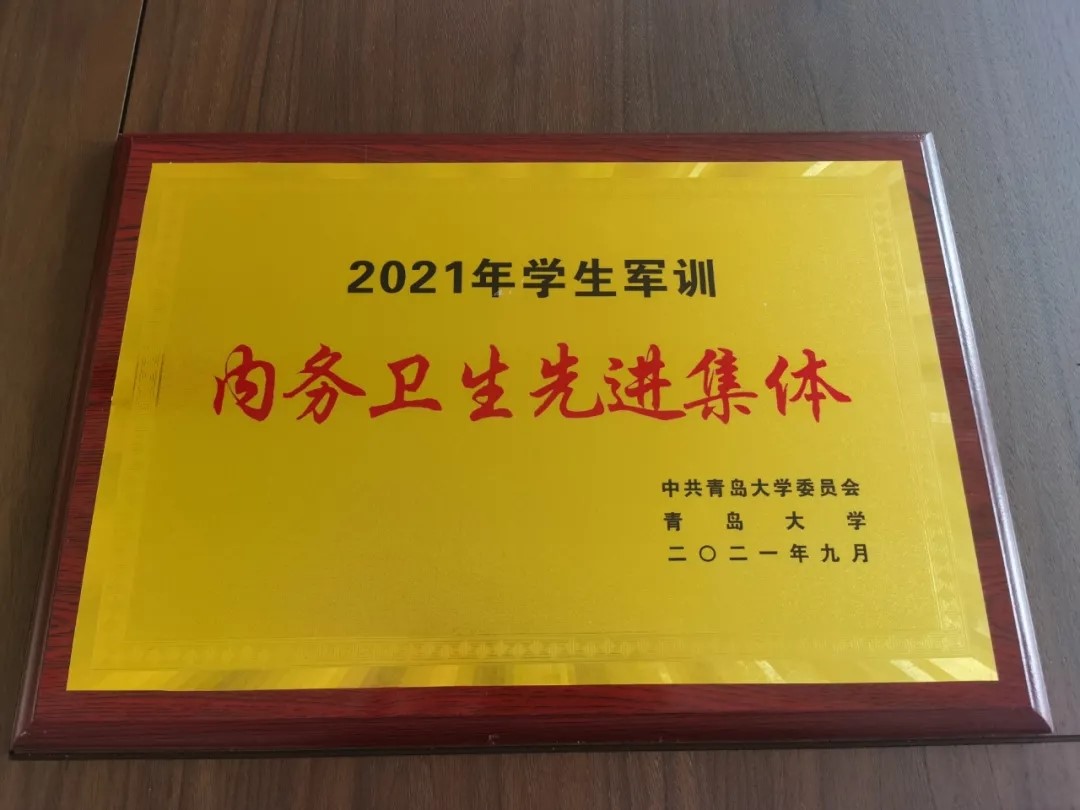 2021年学生军训
内务卫生先进集体
中共青岛大学委员会
青岛大学
二〇二一年九月